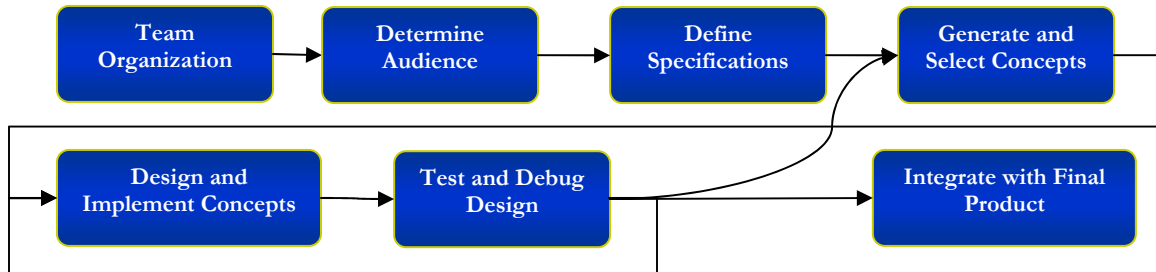 Team
Organization
Determine
Audience
Define
Specifications
Generate and
Select Concepts
Design and
Implement Concepts
Test and Debug
Design
Integrate with Final
Product